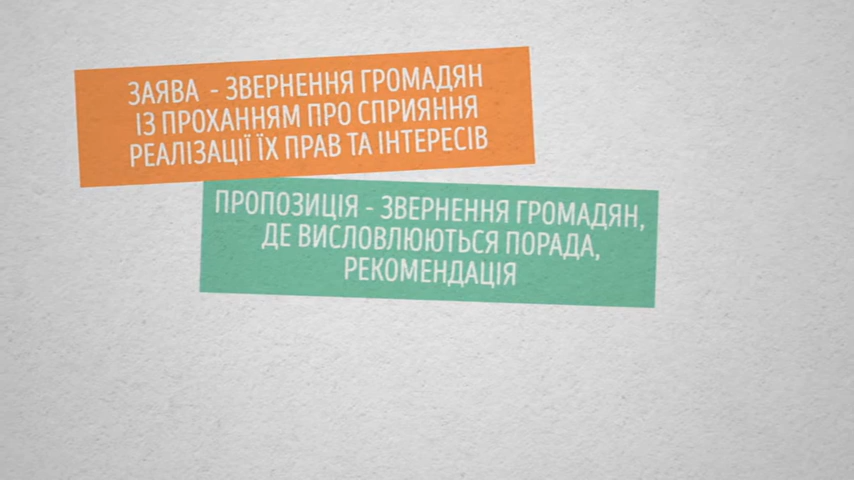 ЗАЯВА - ЗВЕРНЕННЯ ГРОМАДЯН
ІЗ ПРОХАННЯМ ПРО СПРИЯННЯ
РЕАЛІЗАЦІЇ ЇХ ПРАВ ТА ІНТЕРЕСІВ
ПРОПОЗИЦІЯ - ЗВЕРНЕННЯ ГРОМАДЯН,
ДЕ ВИСЛОВЛЮЮТЬСЯ ПОРАДА,
РЕКОМЕНДАЦІЯ